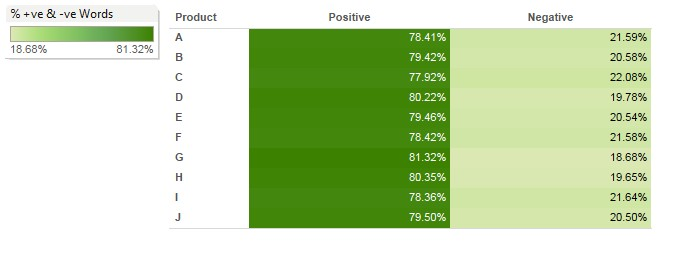 % +ve & -ve Words
18.68% 81.32%
Product Positive Negative
A 78.41% 21.59%
B 79.42% 20.58%
C 77.92% 22.08%
D 80.22% 19.78%
E 79.46% 20.54%
F 78.42% 21.58%
G 81.32% 18.68%
H 80.35% 19.65%
I 78.36% 21.64%
J 79.50% 20.50%